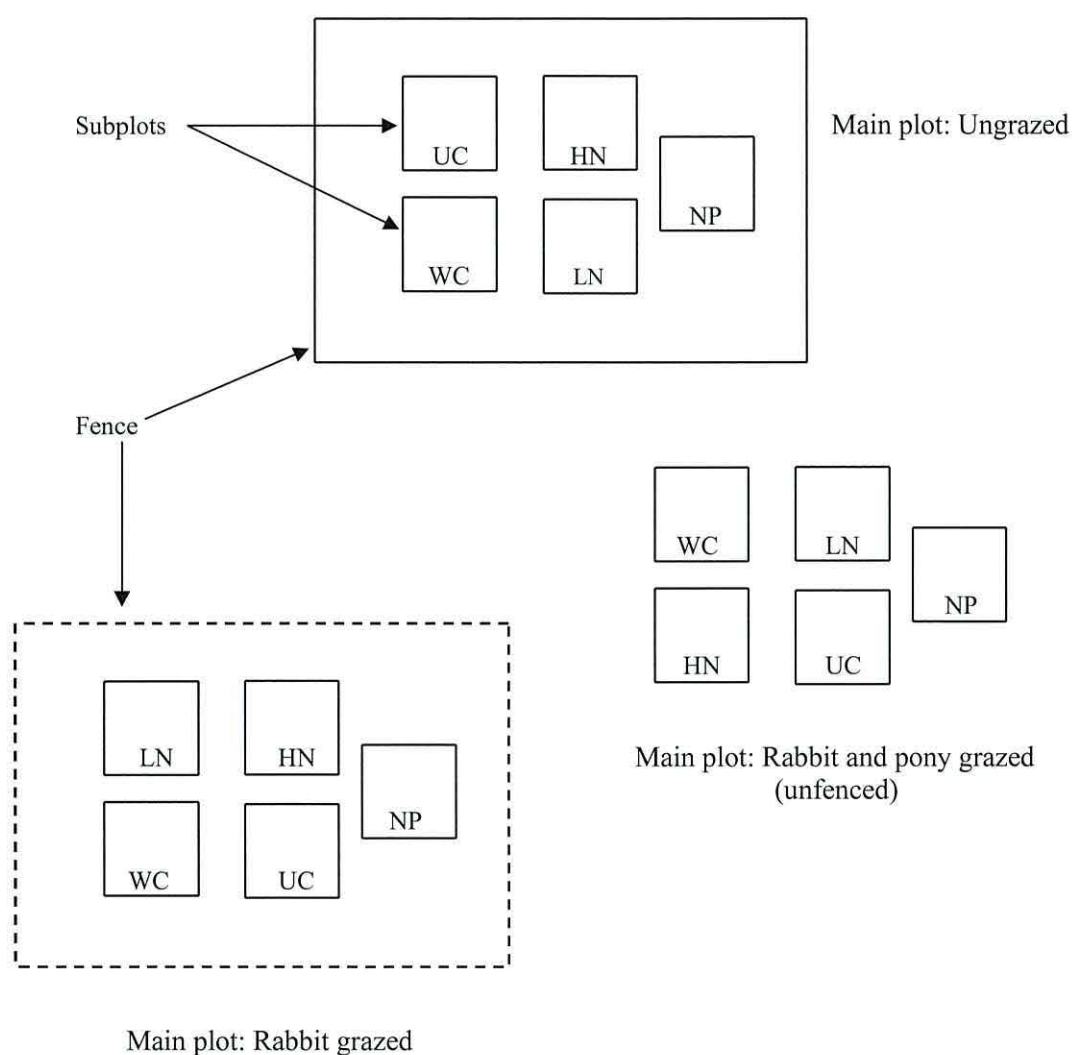 Subplots
UC
HN
Main plot: Ungrazed
NP
WC
LN
Fence
WC
LN
NP
HN
UC
Main plot: Rabbit and pony grazed
(unfenced)
LN
HN
NP
WC
UC
Main plot: Rabbit grazed